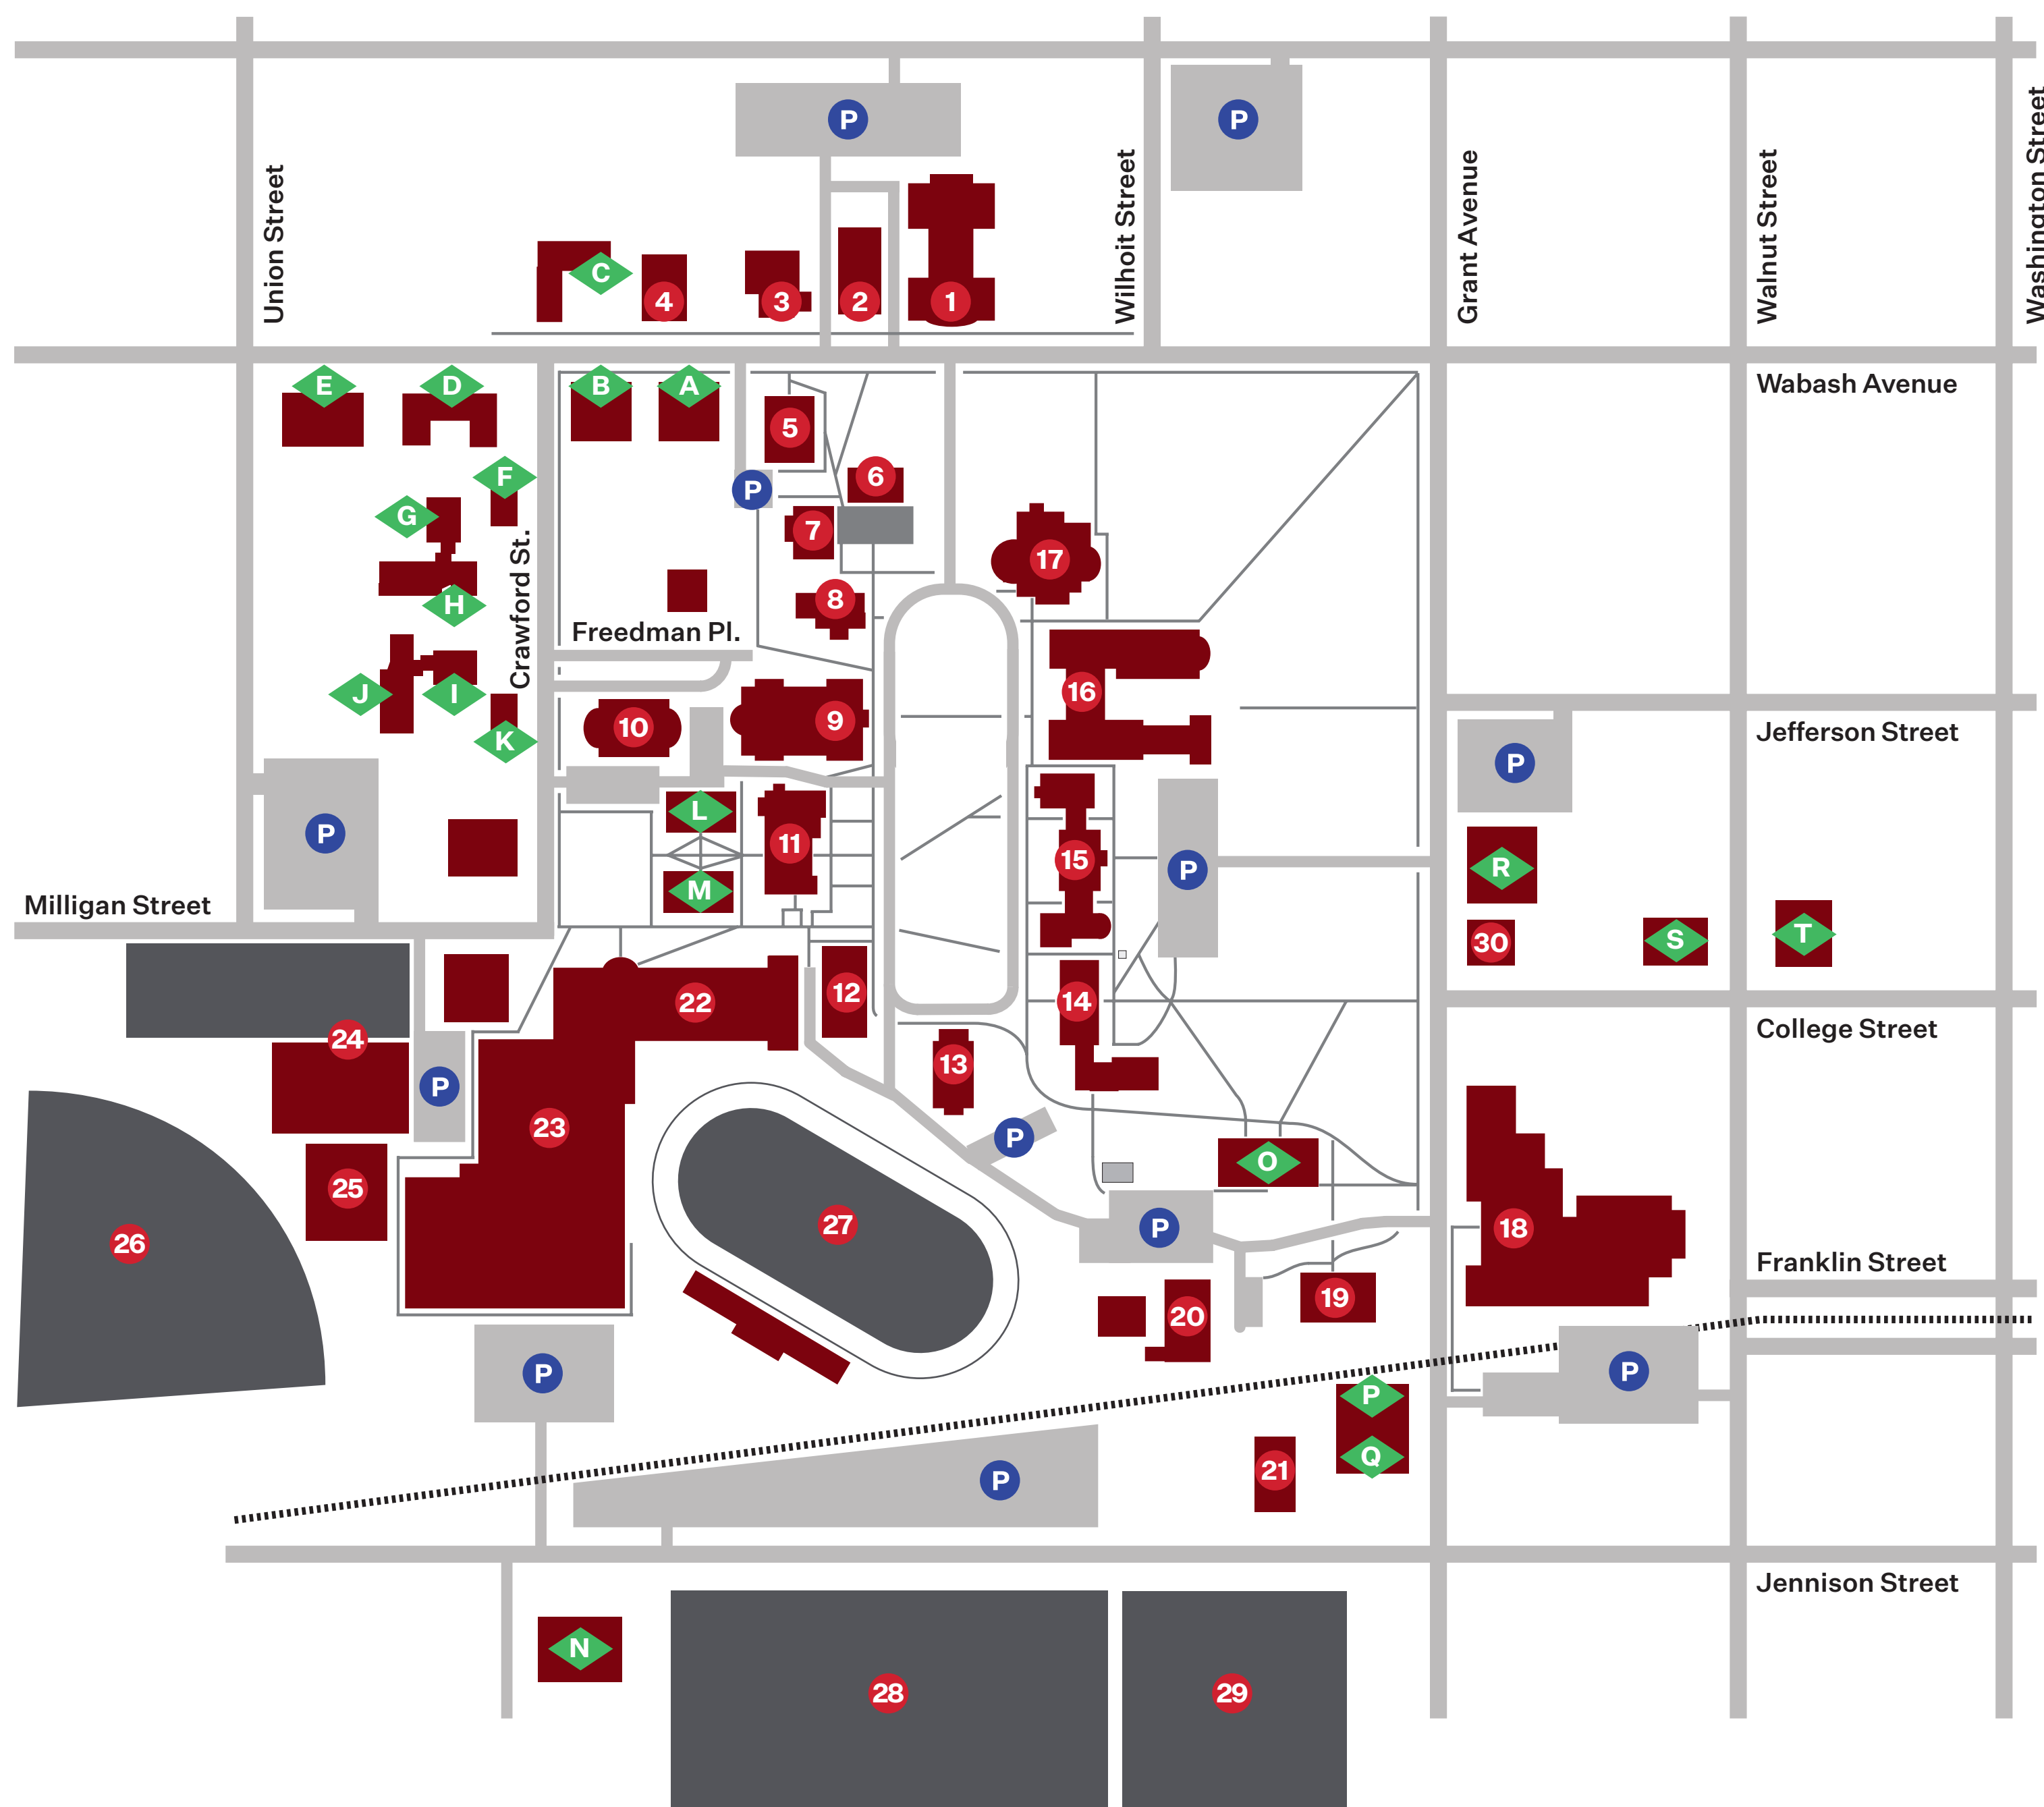 P
P
Union Street
Wilhoit Street
Grant Avenue
Walnut Street
Washington Street
C
4
3
2
1
E
D
B
A
Wabash Avenue
5
F
6
P
G
7
17
Crawford St.
8
H
Freedman Pl.
J
I
16
10
9
K
Jefferson Street
P
L
P
11
15
P
R
M
Milligan Street
30
S
T
22
12
14
24
College Street
13
P
23
P
O
25
27
P
18
26
Franklin Street
19
20
P
P
P
Q
21
P
Jennison Street
N
28
29